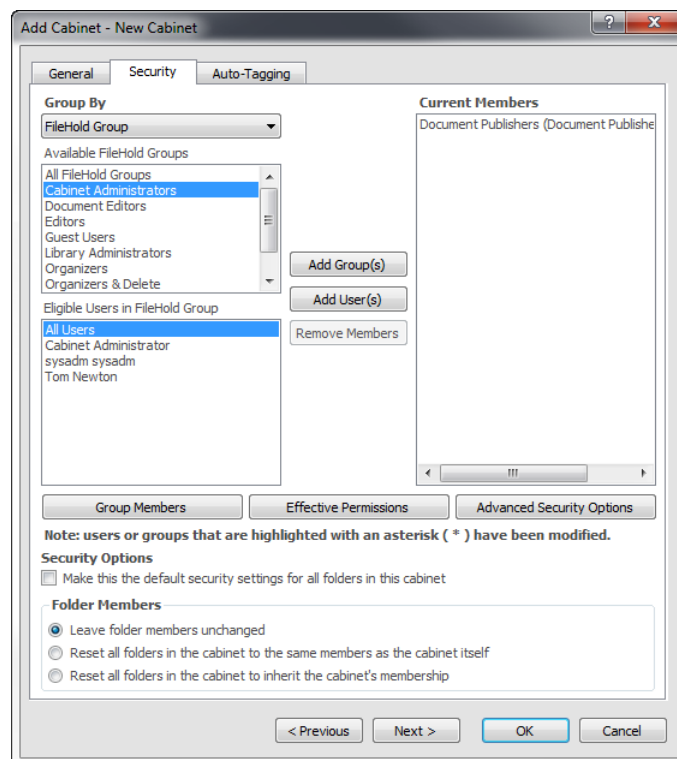 Add Cabinet - New Cabinet
General
Security
Auto-Tagging
Group By
FileHold Group
Available FileHold Groups
All FileHold Groups
Cabinet Administrators
Document Editors
Editors
Guest Users
Library Administrators
Organizers
Organizers & Delete
Eligible Users in FileHold Group
All Users
Cabinet Administrator
sysadm sysadm
Tom Newton
Add Group(s)
Add User(s)
Remove Members
Current Members
Document Publishers (Document Publishe
Group Members
Effective Permissions
Advanced Security Options
Note: users or groups that are highlighted with an asterisk ( * ) have been modified.
Security Options
Make this the default security settings for all folders in this cabinet
Folder Members
Leave folder members unchanged
Reset all folders in the cabinet to the same members as the cabinet itself
Reset all folders in the cabinet to inherit the cabinet's membership
< Previous
Next >
OK
Cancel